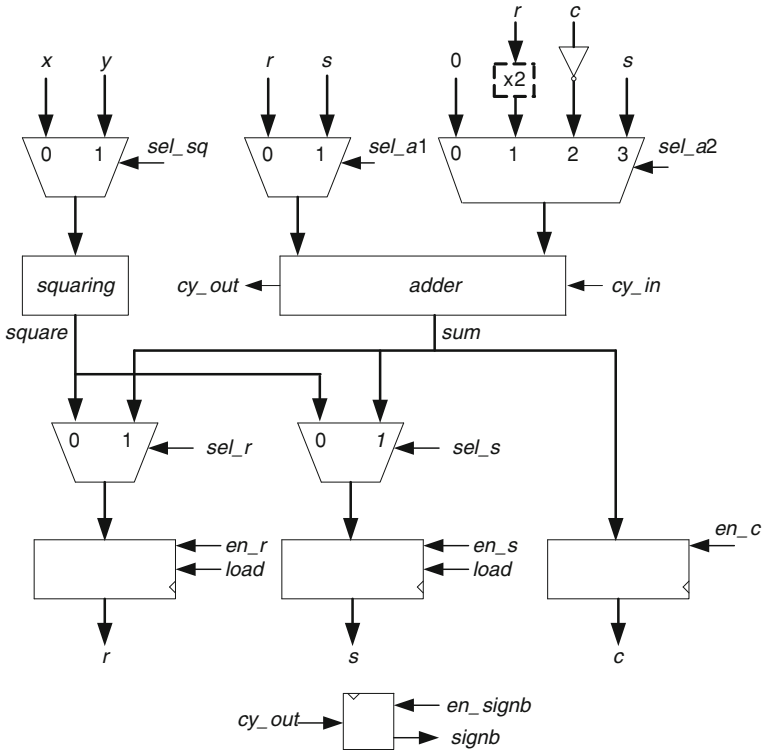 r c
x y r s 0 x2 s
0 1 sel_sq 0 1 sel_a1 0 1 2 3 sel_a2
squaring cy_out adder cy_in
square sum
0 1 sel_r 0 1 sel_s
en_r en_s en_c
load load
r s c
cy_out en_signb
signb